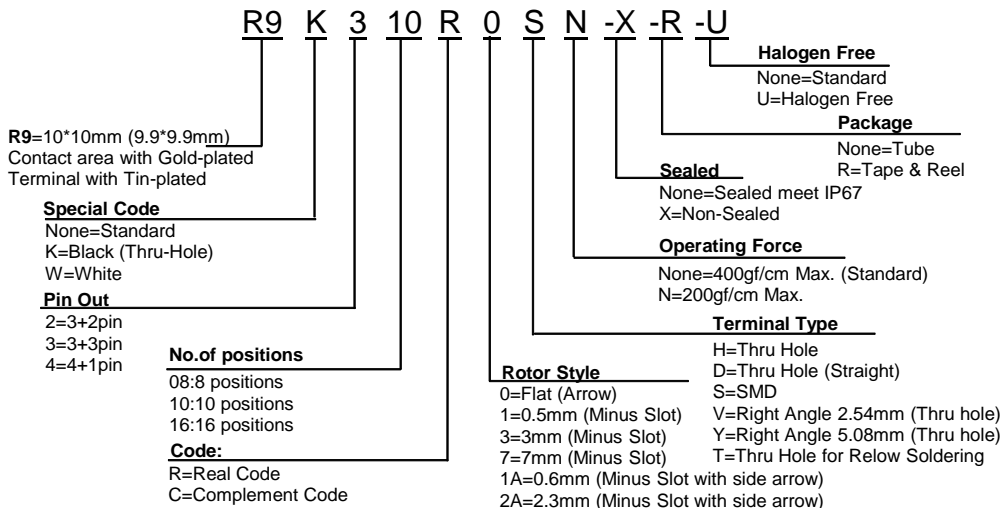 R9 K 3 10 R 0 S N -X -R -U
Halogen Free
None=Standard
U=Halogen Free
Package
None=Tube
R=Tape & Reel
Sealed
None=Sealed meet IP67
X=Non-Sealed
Operating Force
None=400gf/cm Max. (Standard)
N=200gf/cm Max.
Terminal Type
H=Thru Hole
D=Thru Hole (Straight)
S=SMD
V=Right Angle 2.54mm (Thru hole)
Y=Right Angle 5.08mm (Thru hole)
T=Thru Hole for Relow Soldering
Rotor Style
0=Flat (Arrow)
1=0.5mm (Minus Slot)
3=3mm (Minus Slot)
7=7mm (Minus Slot)
1A=0.6mm (Minus Slot with side arrow)
2A=2.3mm (Minus Slot with side arrow)
R9=10*10mm (9.9*9.9mm)
Contact area with Gold-plated
Terminal with Tin-plated
Special Code
None=Standard
K=Black (Thru-Hole)
W=White
Pin Out
2=3+2pin
3=3+3pin
4=4+1pin
No.of positions
08:8 positions
10:10 positions
16:16 positions
Code:
R=Real Code
C=Complement Code